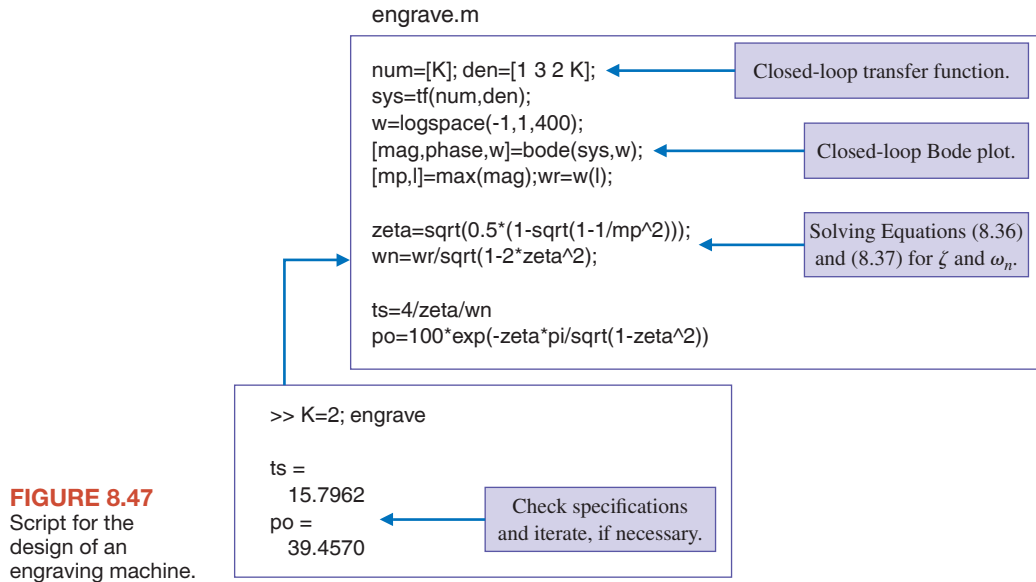 engrave.m
num=[K]; den=[1 3 2 K];
Closed-loop transfer function.
sys=tf(num,den);
w=logspace(-1,1,400);
[mag,phase,w]=bode(sys,w);
Closed-loop Bode plot.
[mp,l]=max(mag);wr=w(l);
zeta=sqrt(0.5*(1-sqrt(1-1/mp^2)));
wn=wr/sqrt(1-2*zeta^2);
Solving Equations (8.36)
and (8.37) for ζ and ωn.
ts=4/zeta/wn
po=100*exp(-zeta*pi/sqrt(1-zeta^2))
>> K=2; engrave
ts =
15.7962
po =
39.4570
Check specifications
and iterate, if necessary.
FIGURE 8.47
Script for the
design of an
engraving machine.